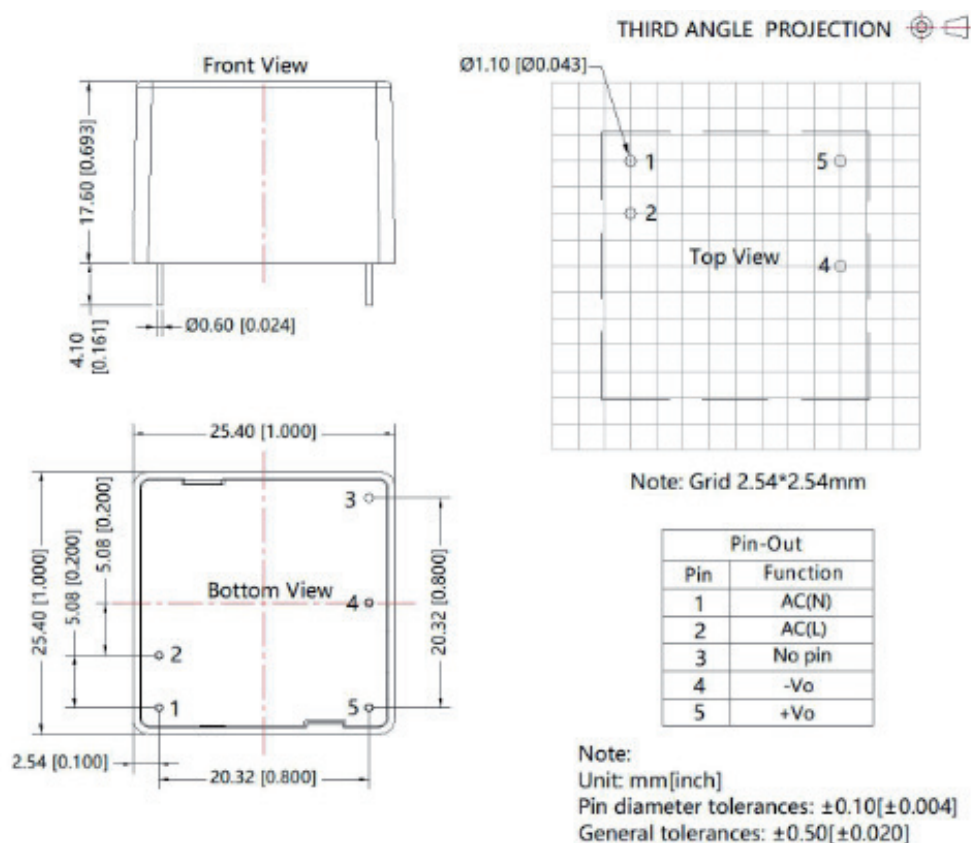 THIRD ANGLE PROJECTION
Front View
Ø1.10 [Ø0.043]
17.60 [0.693]
4.10
[0.161]
Ø0.60 [0.024]
1
5
2
Top View
4
Note: Grid 2.54*2.54mm
25.40 [1.000]
25.40 [1.000]
5.08 [0.200]
5.08 [0.200]
3
Bottom View
4
2
1
5
20.32 [0.800]
2.54 [0.100]
20.32 [0.800]
Pin-Out
Pin Function
1 AC(N)
2 AC(L)
3 No pin
4 -Vo
5 +Vo
Note:
Unit: mm[inch]
Pin diameter tolerances: ±0.10[±0.004]
General tolerances: ±0.50[±0.020]